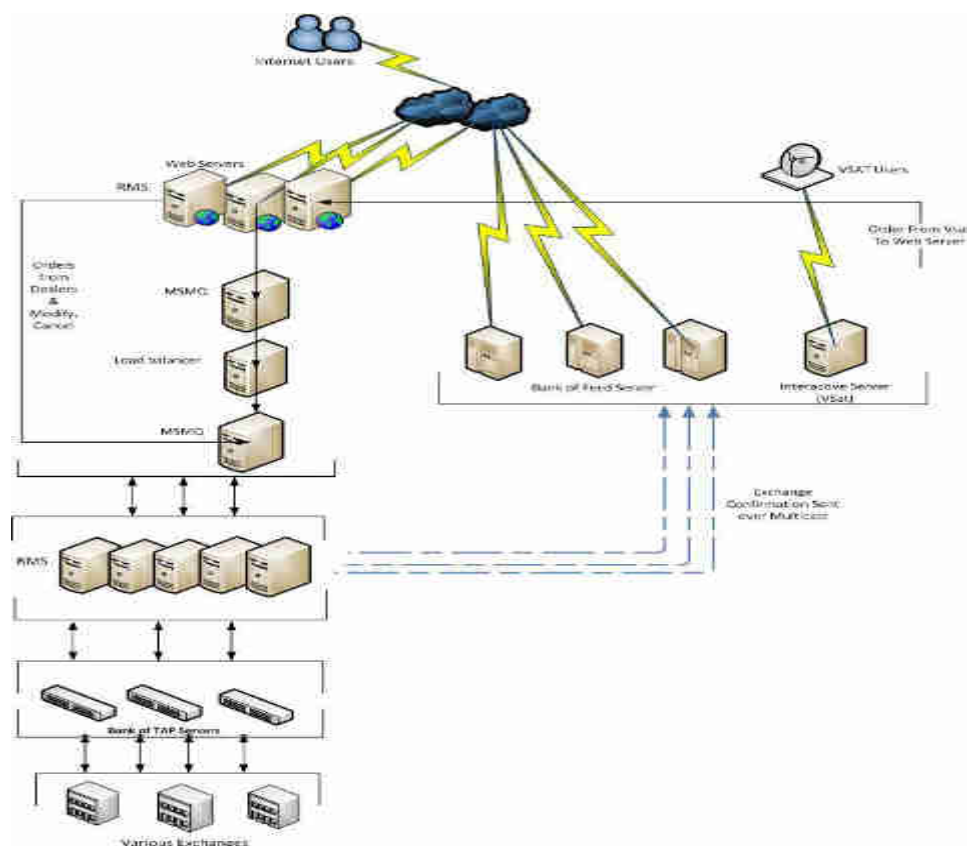 Internet Users
Web Servers
RMS
VSAT Users
Order From Vsat
To Web Server
Orders
from
Dealers
&
Modify,
Cancel
MSMQ
Load balancer
Bank of Feed Server
Interactive Server
(VSat)
MSMQ
Exchange
Confirmation Sent
over Multicast
RMS
Bank of TAP Servers
Various Exchanges